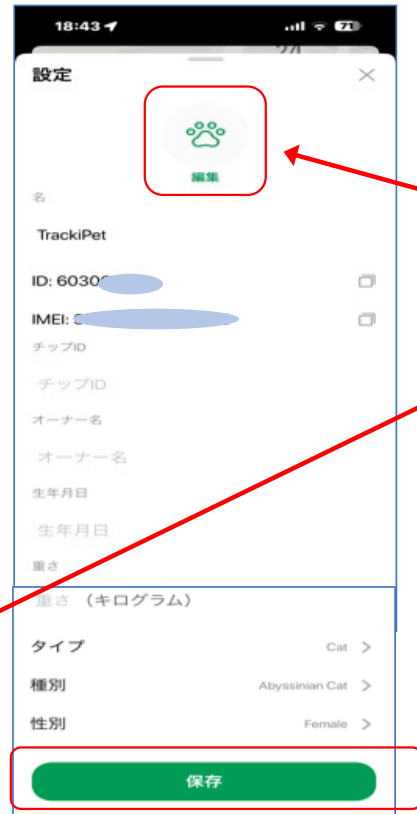 18:43
71
設定
編集
名
TrackiPet
ID: 6030
IMEI:
チップID
チップID
オーナー名
オーナー名
生年月日
生年月日
重さ
重さ（キログラム）
タイプ Cat
種別 Abyssinian Cat
性別 Female
保存